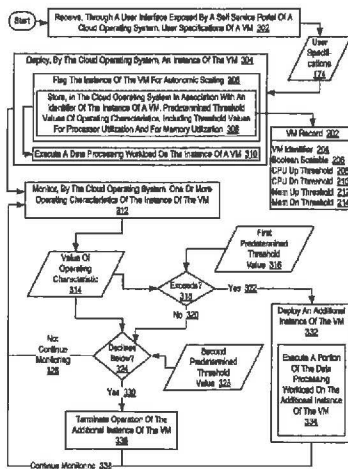 Start
Receive, Through A User Interface Exposed By A Self Service Portal Of A
Cloud Operating System, User Specifications Of A VM 302
User
Specifi-
cations
174
Deploy, By The Cloud Operating System, An Instance Of A VM 304
Flag The Instance Of The VM For Autonomic Scaling 306
Store, In The Cloud Operating System In Association With An
Identifier Of The Instance Of A VM, Predetermined Threshold
Values Of Operating Characteristics, Including Threshold Values
For Processor Utilization And For Memory Utilization 308
Execute A Data Processing Workload On The Instance Of A VM 310
VM Record 202
VM Identifier 204
Boolean Scalable 206
CPU Up Threshold 208
CPU Dn Threshold 210
Mem Up Threshold 212
Mem Dn Threshold 214
Monitor, By The Cloud Operating System, One Or More
Operating Characteristics Of The Instance Of The VM
312
Value Of
Operating
Characteristic
314
First
Predetermined
Threshold
Value 316
Exceeds?
318
Yes 322
No 320
Deploy An Additional
Instance Of The VM
332
Execute A Portion
Of The Data
Processing
Workload On The
Additional Instance
Of The VM
334
No: Continue
Monitoring
Declines
Below?
324
Second
Predetermined
Threshold
Value
Yes
330
Terminate Operation Of The
Additional Instance Of The VM
336
Continue Monitoring 338